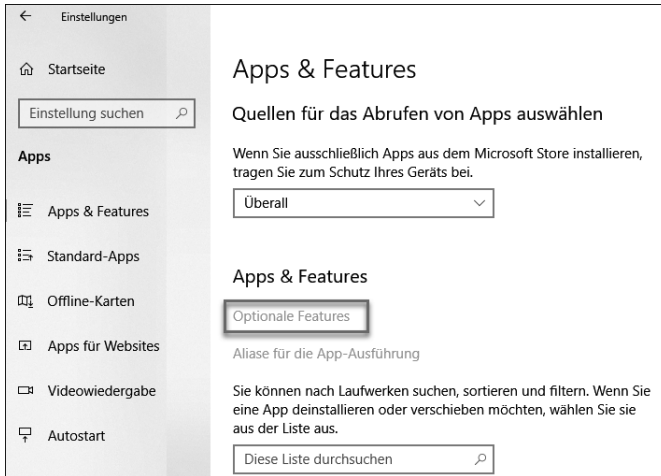 Einstellungen
Startseite
Einstellung suchen
Apps
Apps & Features
Standard-Apps
Offline-Karten
Apps für Websites
Videowiedergabe
Autostart
Apps & Features
Quellen für das Abrufen von Apps auswählen
Wenn Sie ausschließlich Apps aus dem Microsoft Store installieren,
tragen Sie zum Schutz Ihres Geräts bei.
Überall
Apps & Features
Optionale Features
Aliase für die App-Ausführung
Sie können nach Laufwerken suchen, sortieren und filtern. Wenn Sie
eine App deinstallieren oder verschieben möchten, wählen Sie sie
aus der Liste aus.
Diese Liste durchsuchen